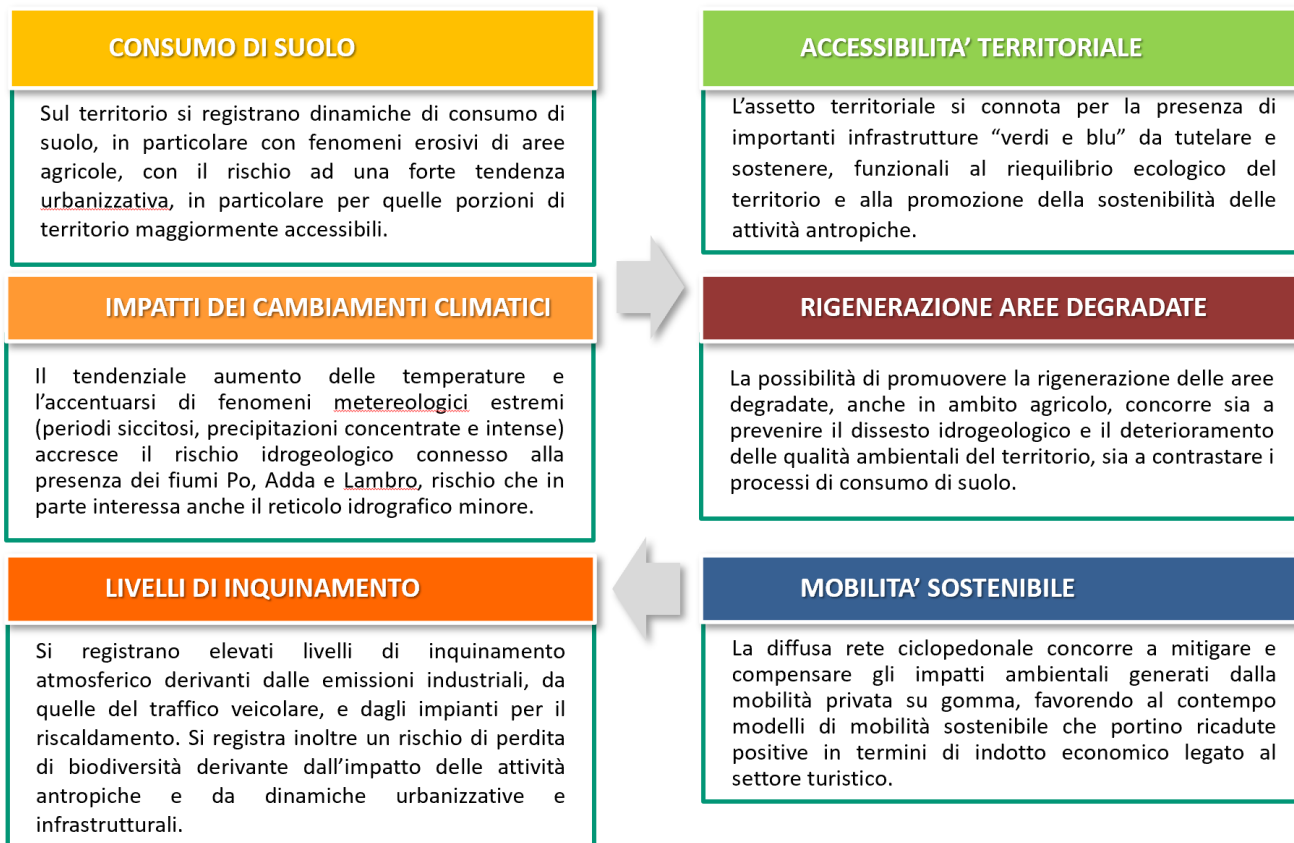 CONSUMO DI SUOLO
Sul territorio si registrano dinamiche di consumo di
suolo, in particolare con fenomeni erosivi di aree
agricole, con il rischio ad una forte tendenza
urbanizzativa, in particolare per quelle porzioni di
territorio maggiormente accessibili.
IMPATTI DEI CAMBIAMENTI CLIMATICI
Il tendenziale aumento delle temperature e
l’accentuarsi di fenomeni metereologici estremi
(periodi siccitosi, precipitazioni concentrate e intense)
accresce il rischio idrogeologico connesso alla
presenza dei fiumi Po, Adda e Lambro, rischio che in
parte interessa anche il reticolo idrografico minore.
LIVELLI DI INQUINAMENTO
Si registrano elevati livelli di inquinamento
atmosferico derivanti dalle emissioni industriali, da
quelle del traffico veicolare, e dagli impianti per il
riscaldamento. Si registra inoltre un rischio di perdita
di biodiversità derivante dall’impatto delle attività
antropiche e da dinamiche urbanizzative e
infrastrutturali.
ACCESSIBILITA’ TERRITORIALE
L’assetto territoriale si connota per la presenza di
importanti infrastrutture “verdi e blu” da tutelare e
sostenere, funzionali al riequilibrio ecologico del
territorio e alla promozione della sostenibilità delle
attività antropiche.
RIGENERAZIONE AREE DEGRADATE
La possibilità di promuovere la rigenerazione delle aree
degradate, anche in ambito agricolo, concorre sia a
prevenire il dissesto idrogeologico e il deterioramento
delle qualità ambientali del territorio, sia a contrastare i
processi di consumo di suolo.
MOBILITA’ SOSTENIBILE
La diffusa rete ciclopedonale concorre a mitigare e
compensare gli impatti ambientali generati dalla
mobilità privata su gomma, favorendo al contempo
modelli di mobilità sostenibile che portino ricadute
positive in termini di indotto economico legato al
settore turistico.